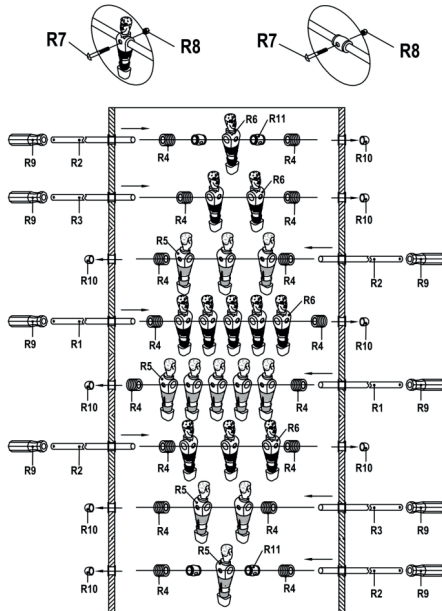 R7 R8 R7 R8
R6 R11
R9 R2 R4 R4 R10
R6
R9 R3 R4 R4 R10
R5
R10 R4 R4 R2 R9
R6
R9 R1 R4 R4 R10
R5
R10 R4 R4 R1 R9
R6
R9 R2 R4 R4 R10
R5
R10 R4 R4 R3 R9
R5 R11
R10 R4 R4 R2 R9